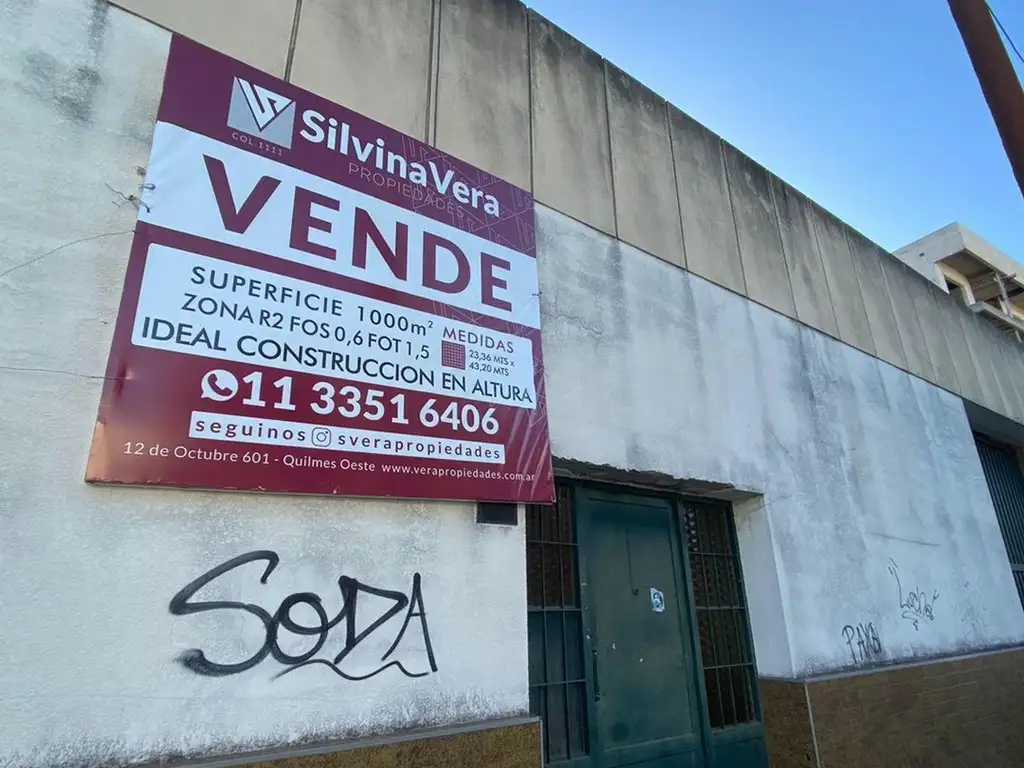 COL.1111
SilvinaVera
PROPIEDADES
VENDE
SUPERFICIE 1000m²
ZONA R2 FOS 0,6 FOT 1,5
MEDIDAS
23,36 MTS x
43,20 MTS
IDEAL CONSTRUCCION EN ALTURA
11 3351 6406
seguinos sverapropiedades
12 de Octubre 601 - Quilmes Oeste www.verapropiedades.com.ar
SODA